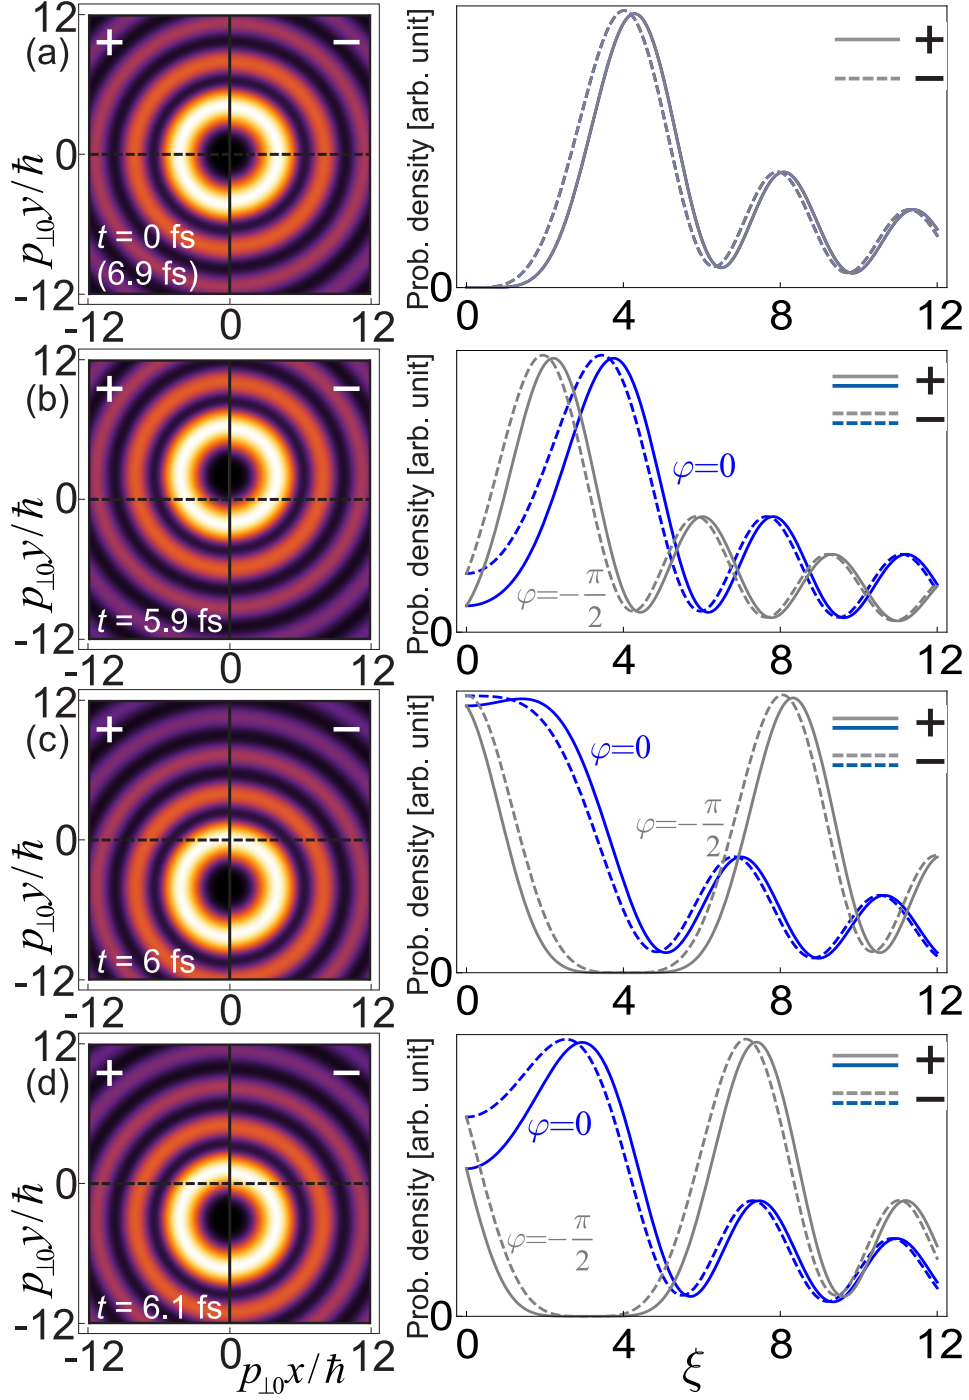 (a)
+
−
12
0
-12
p⊥0y/ħ
t = 0 fs
(6.9 fs)
-12 0 12
Prob. density [arb. unit]
+
−
0
0 4 8 12
(b)
+
−
12
0
-12
p⊥0y/ħ
t = 5.9 fs
-12 0 12
Prob. density [arb. unit]
φ=0
φ=−π/2
+
−
0
0 4 8 12
(c)
+
−
12
0
-12
p⊥0y/ħ
t = 6 fs
-12 0 12
Prob. density [arb. unit]
φ=0
φ=−π/2
+
−
0
0 4 8 12
(d)
+
−
12
0
-12
p⊥0y/ħ
t = 6.1 fs
-12 0 12
p⊥0x/ħ
Prob. density [arb. unit]
φ=0
φ=−π/2
+
−
0
0 4 8 12
ξ